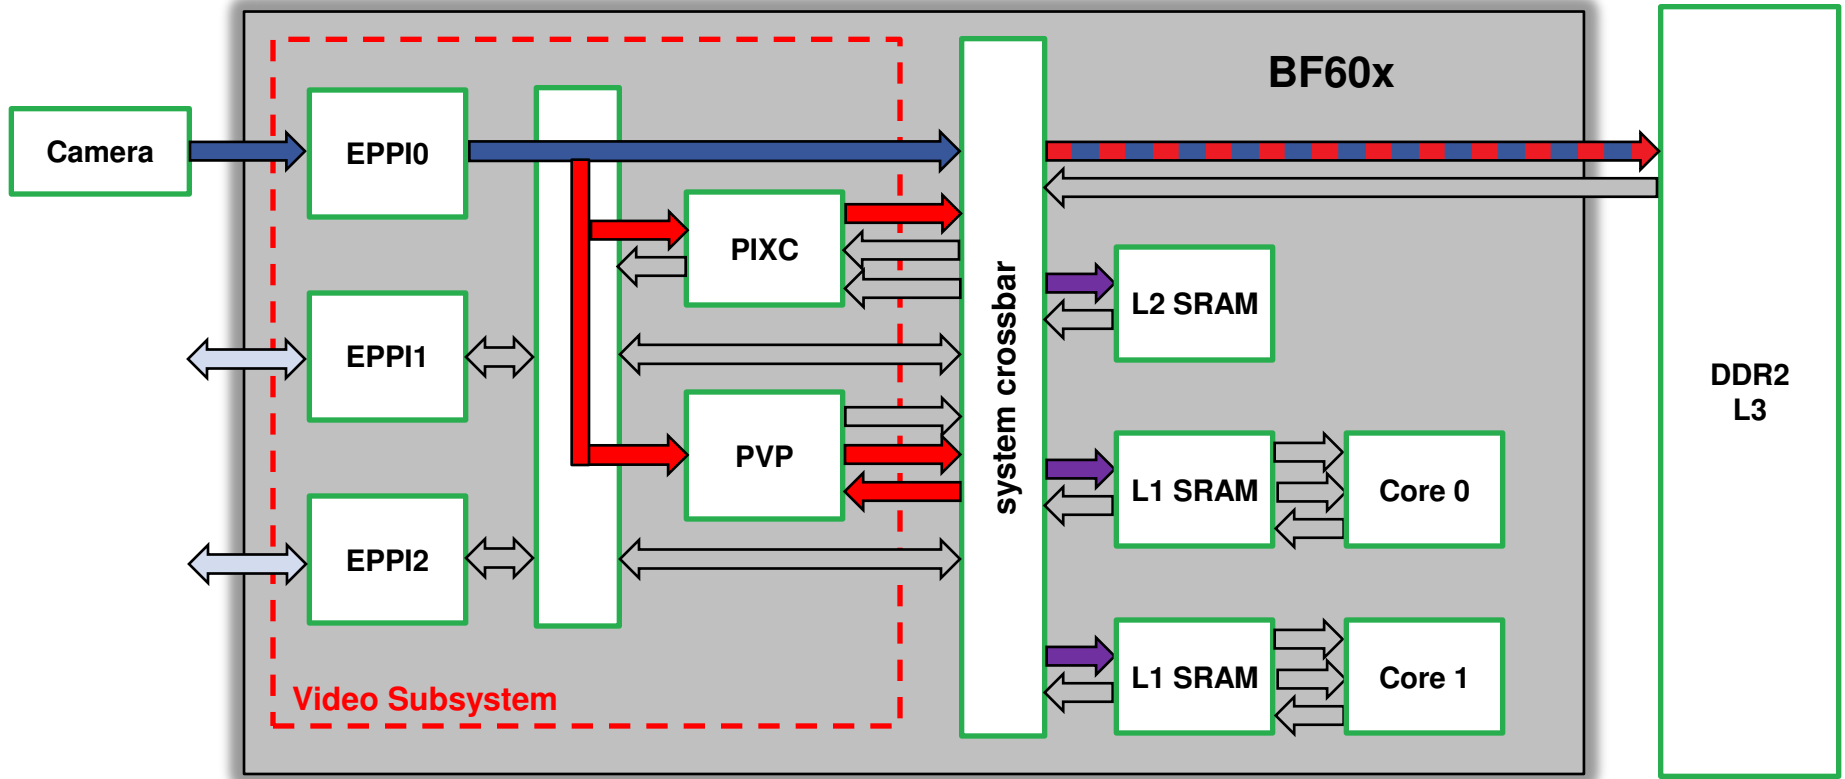 BF60x
Camera
EPPI0
PIXC
L2 SRAM
EPPI1
system crossbar
DDR2
L3
PVP
L1 SRAM
Core 0
EPPI2
L1 SRAM
Core 1
Video Subsystem